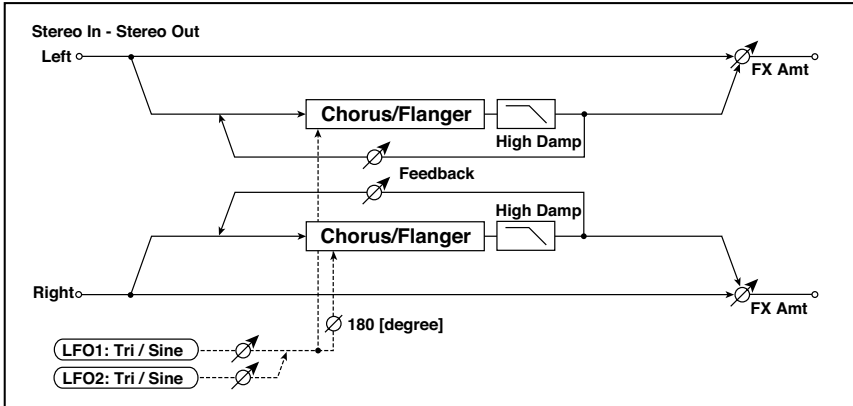 Stereo In - Stereo Out
Left
FX Amt
Chorus/Flanger
High Damp
Feedback
High Damp
Chorus/Flanger
Right
FX Amt
180 [degree]
LFO1: Tri / Sine
LFO2: Tri / Sine